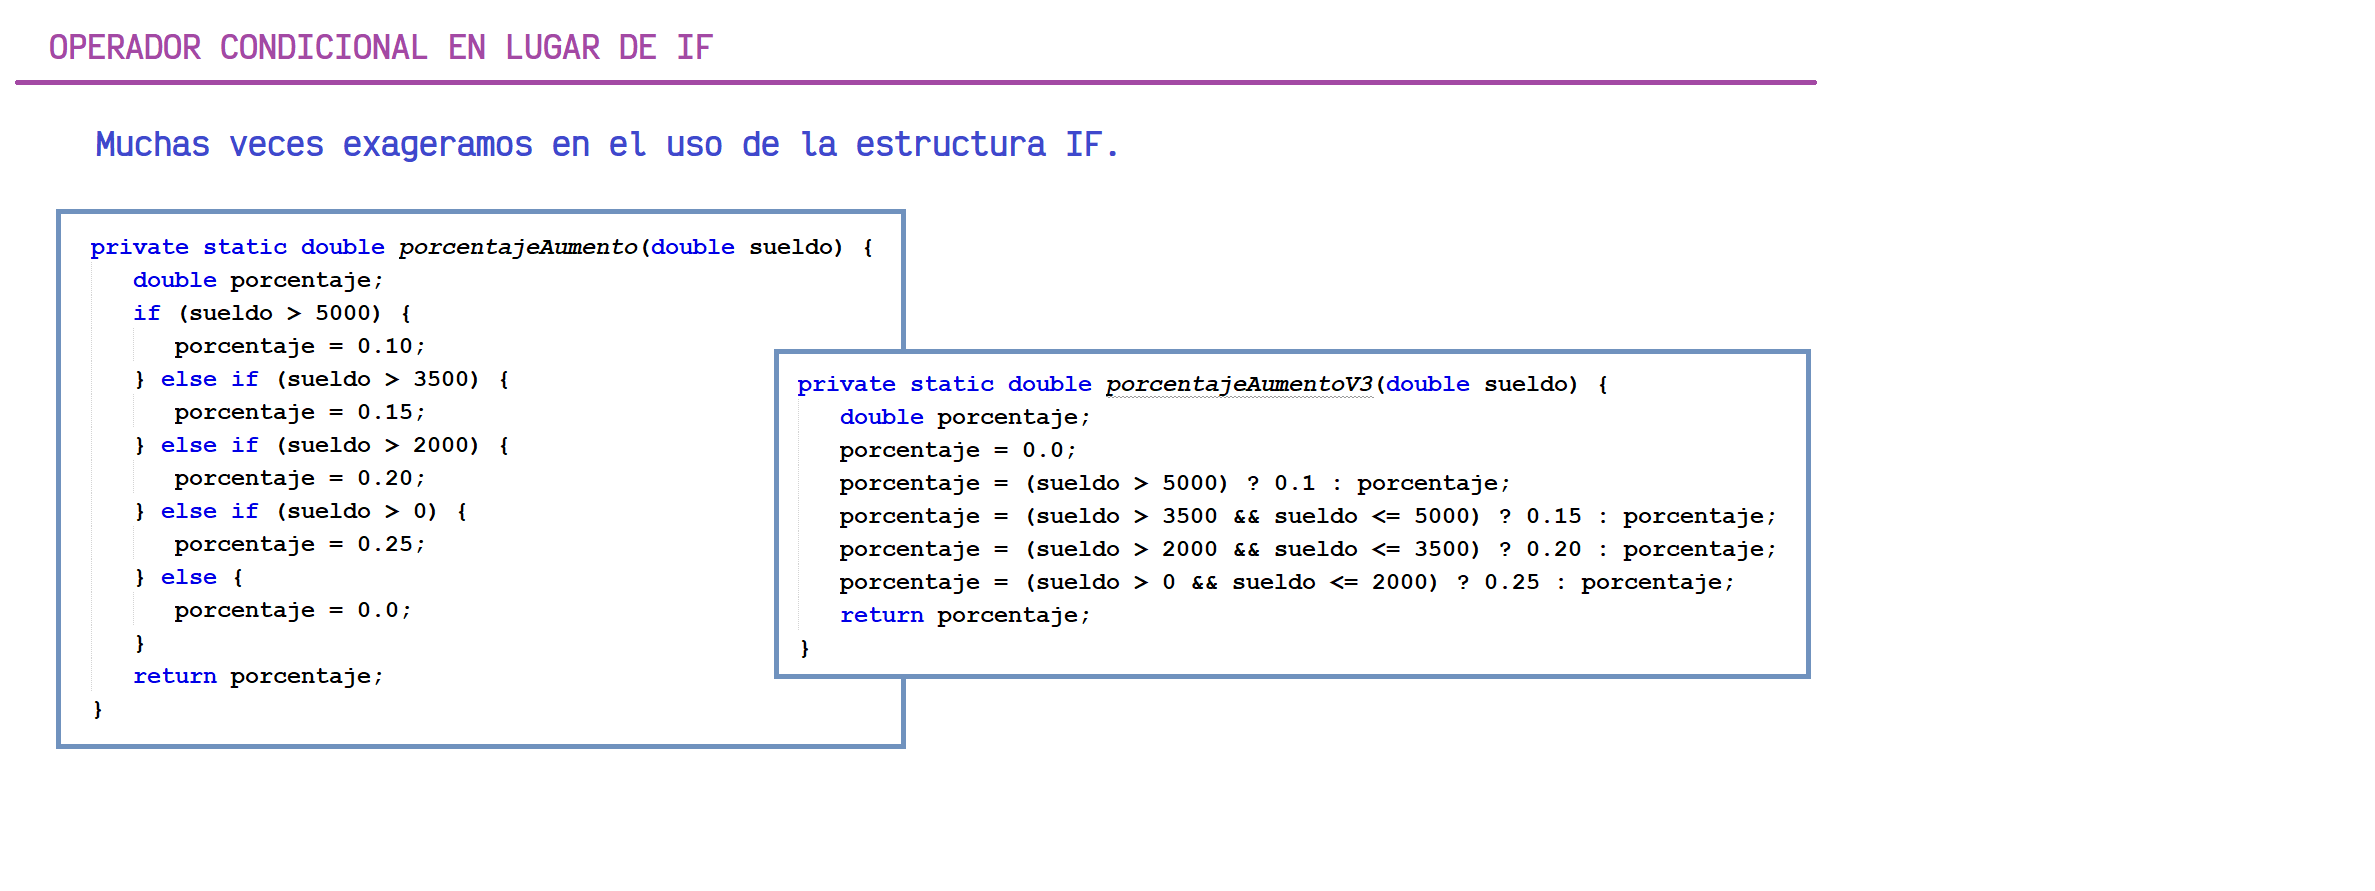 OPERADOR CONDICIONAL EN LUGAR DE IF
Muchas veces exageramos en el uso de la estructura IF.
private static double porcentajeAumento(double sueldo) {
double porcentaje;
if (sueldo > 5000) {
porcentaje = 0.10;
} else if (sueldo > 3500) {
porcentaje = 0.15;
} else if (sueldo > 2000) {
porcentaje = 0.20;
} else if (sueldo > 0) {
porcentaje = 0.25;
} else {
porcentaje = 0.0;
}
return porcentaje;
}
private static double porcentajeAumentoV3(double sueldo) {
double porcentaje;
porcentaje = 0.0;
porcentaje = (sueldo > 5000) ? 0.1 : porcentaje;
porcentaje = (sueldo > 3500 && sueldo <= 5000) ? 0.15 : porcentaje;
porcentaje = (sueldo > 2000 && sueldo <= 3500) ? 0.20 : porcentaje;
porcentaje = (sueldo > 0 && sueldo <= 2000) ? 0.25 : porcentaje;
return porcentaje;
}